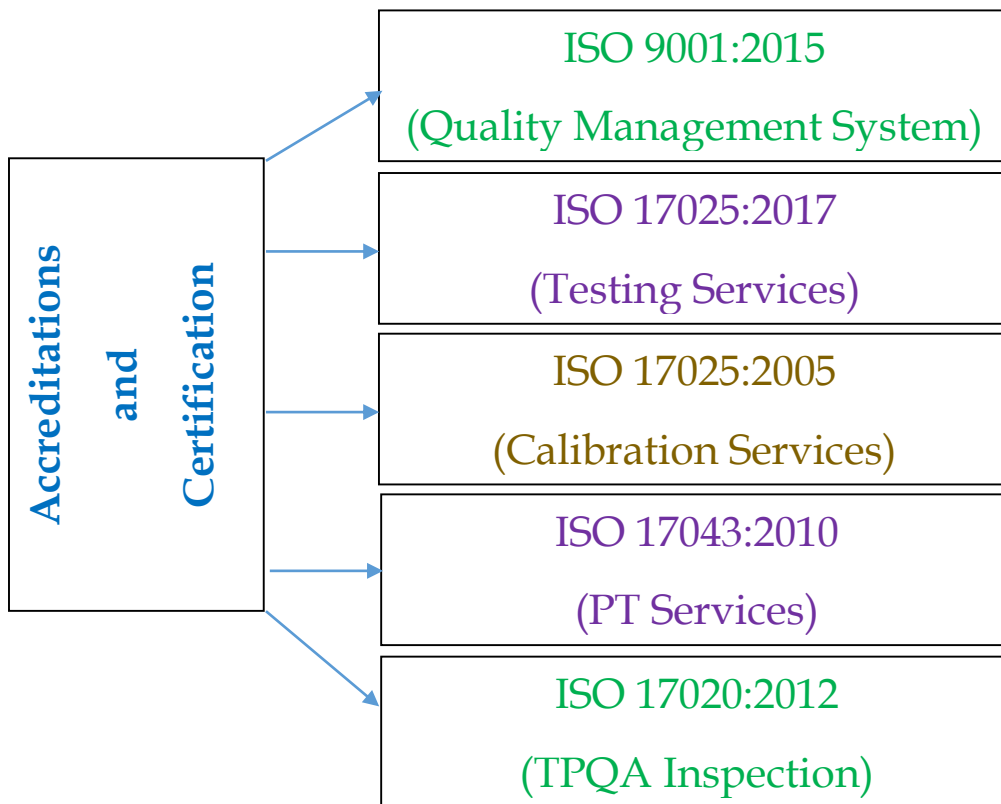 Accreditations
and
Certification
ISO 9001:2015
(Quality Management System)
ISO 17025:2017
(Testing Services)
ISO 17025:2005
(Calibration Services)
ISO 17043:2010
(PT Services)
ISO 17020:2012
(TPQA Inspection)